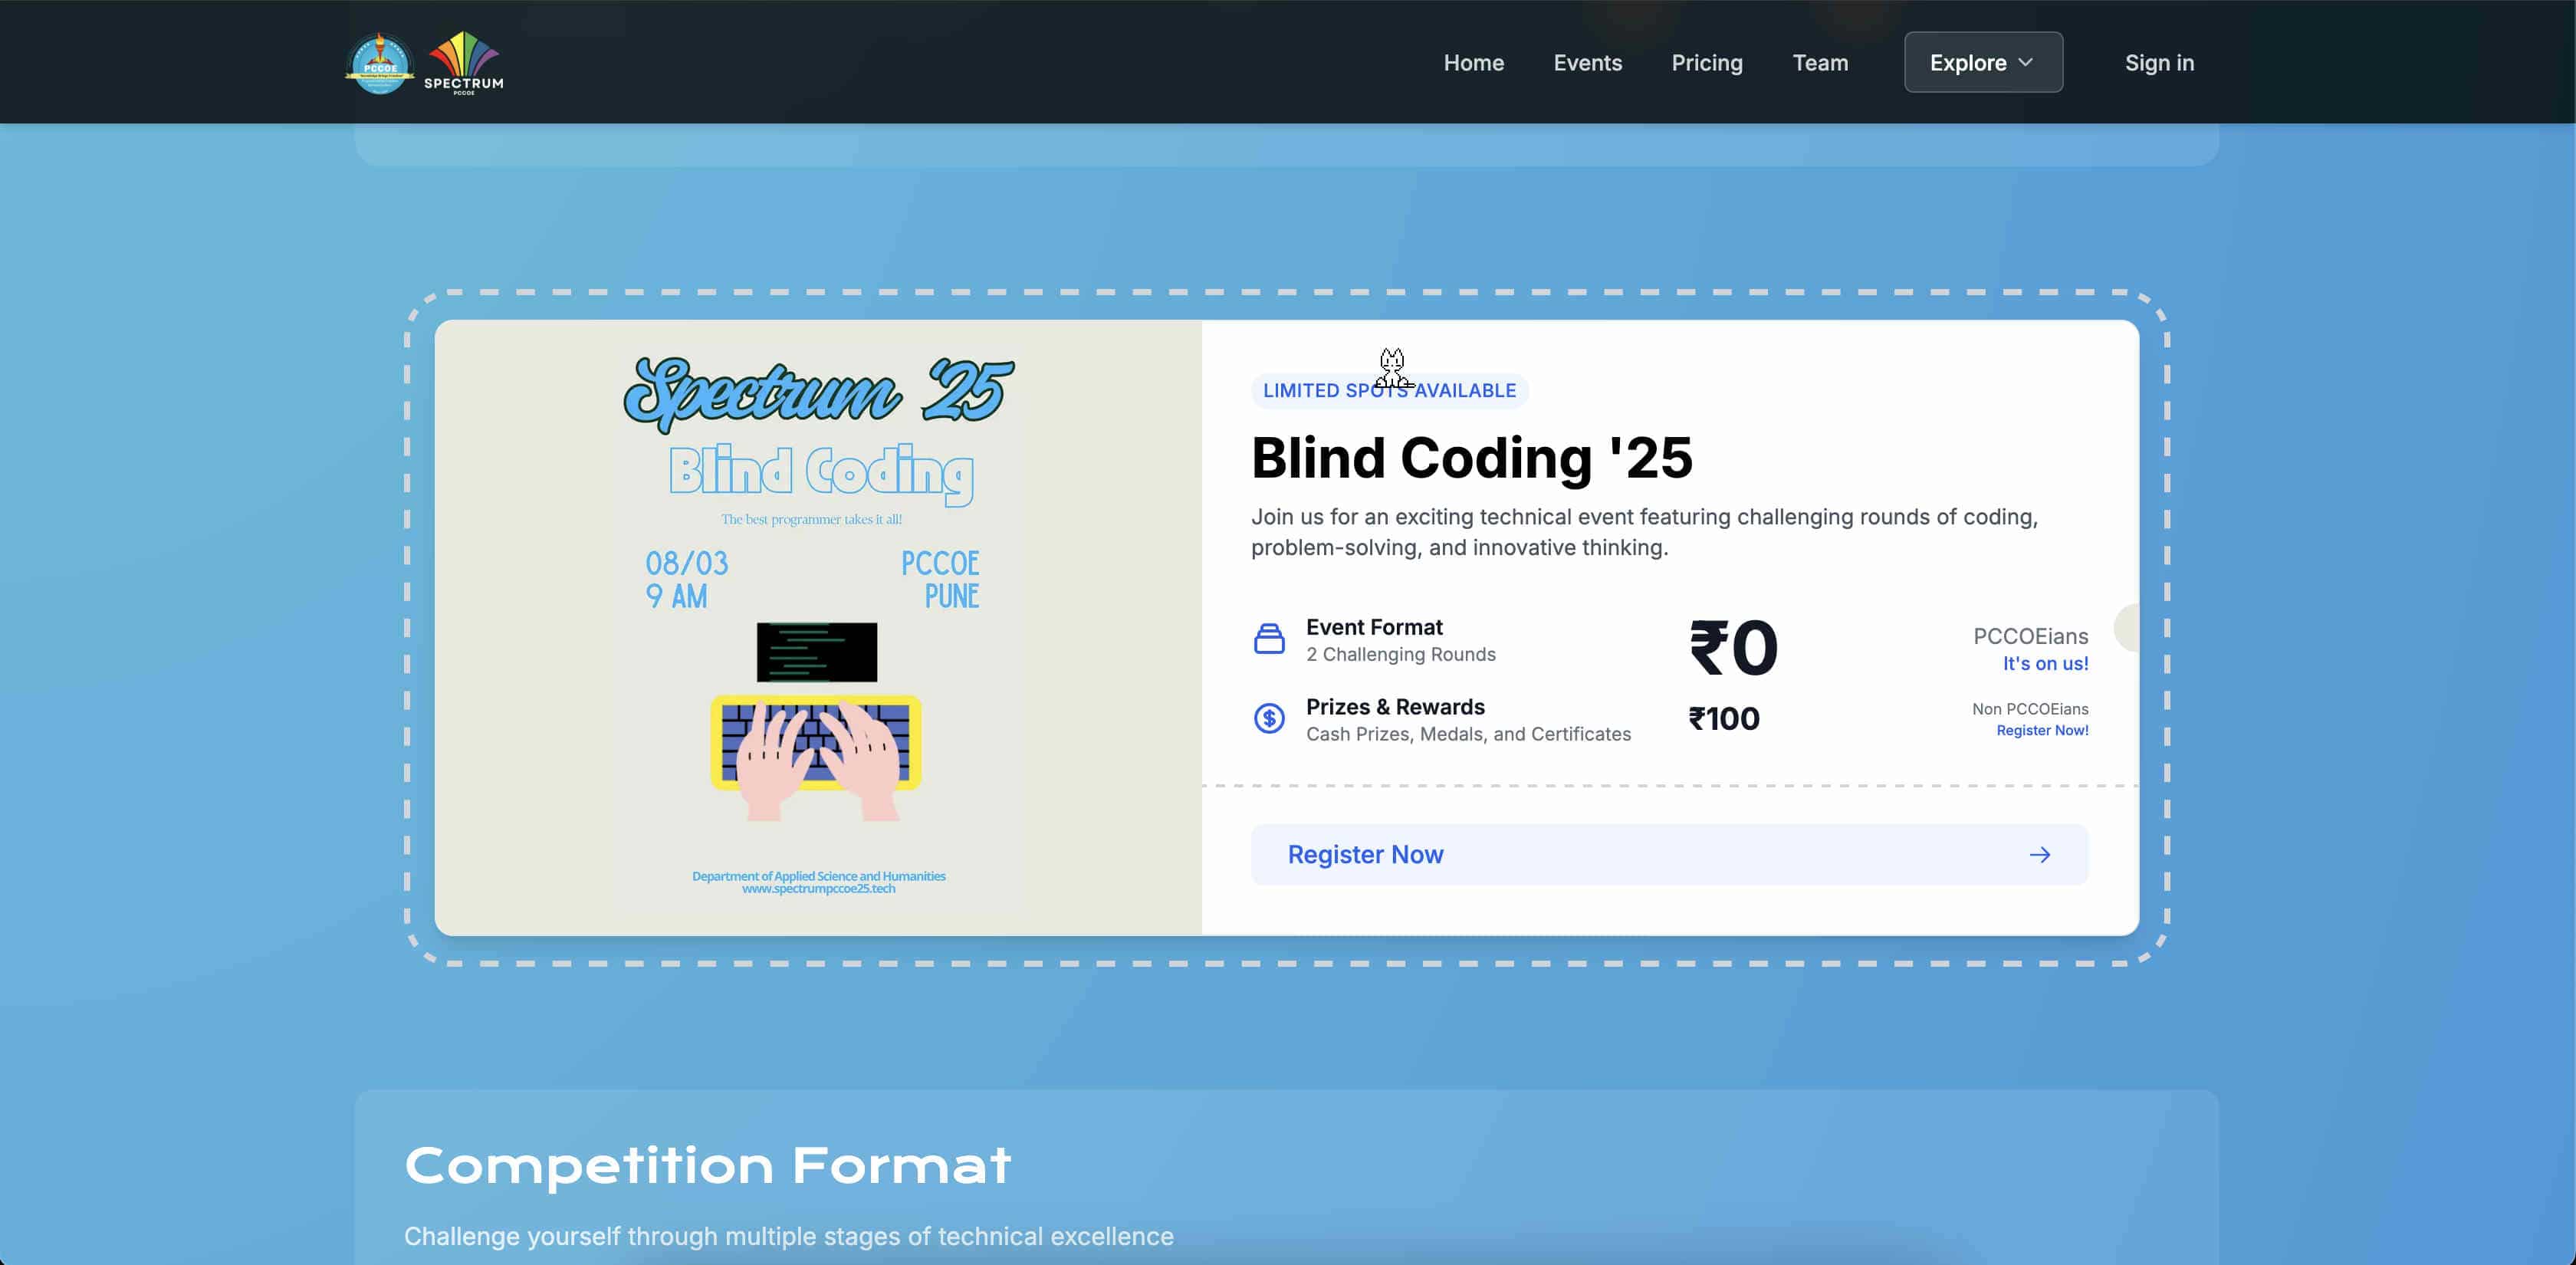 PCCOE
SPECTRUM
PCCOE
Home
Events
Pricing
Team
Explore
Sign in
Spectrum '25
Blind Coding
The best programmer takes it all!
08/03
9 AM
PCCOE
PUNE
Department of Applied Science and Humanities
www.spectrumpccoe25.tech
LIMITED SPOTS AVAILABLE
Blind Coding '25
Join us for an exciting technical event featuring challenging rounds of coding,
problem-solving, and innovative thinking.
Event Format
2 Challenging Rounds
Prizes & Rewards
Cash Prizes, Medals, and Certificates
₹0
PCCOEians
It's on us!
₹100
Non PCCOEians
Register Now!
Register Now
Competition Format
Challenge yourself through multiple stages of technical excellence